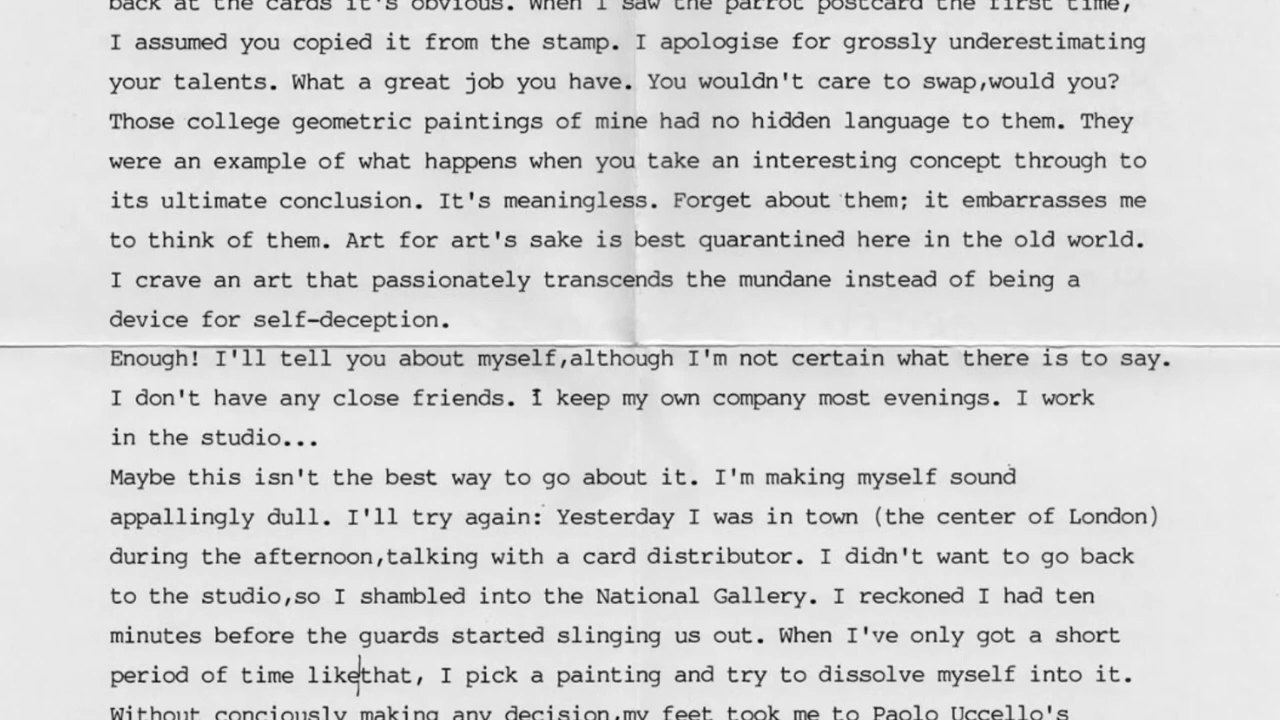 back at the cards it's obvious. When I saw the parrot postcard the first time,
I assumed you copied it from the stamp. I apologise for grossly underestimating
your talents. What a great job you have. You wouldn't care to swap,would you?
Those college geometric paintings of mine had no hidden language to them. They
were an example of what happens when you take an interesting concept through to
its ultimate conclusion. It's meaningless. Forget about them; it embarrasses me
to think of them. Art for art's sake is best quarantined here in the old world.
I crave an art that passionately transcends the mundane instead of being a
device for self-deception.
Enough! I'll tell you about myself,although I'm not certain what there is to say.
I don't have any close friends. I keep my own company most evenings. I work
in the studio...
Maybe this isn't the best way to go about it. I'm making myself sound
appallingly dull. I'll try again: Yesterday I was in town (the center of London)
during the afternoon,talking with a card distributor. I didn't want to go back
to the studio,so I shambled into the National Gallery. I reckoned I had ten
minutes before the guards started slinging us out. When I've only got a short
period of time like|that, I pick a painting and try to dissolve myself into it.
Without conciously making any decision,my feet took me to Paolo Uccello's